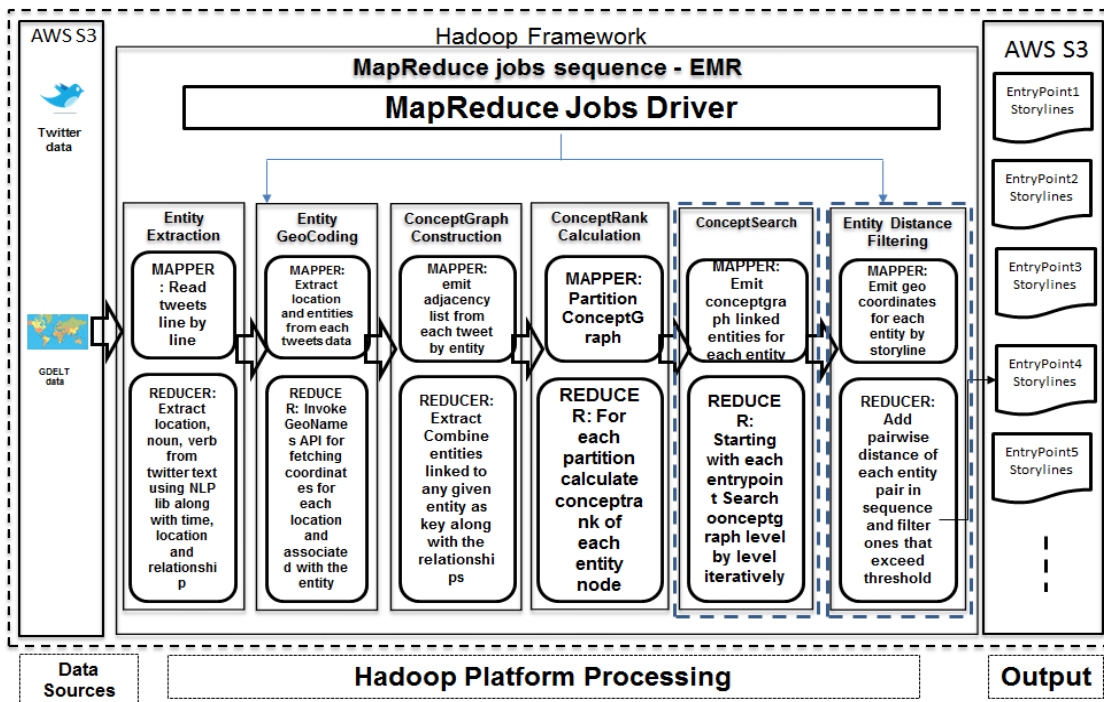 AWS S3
Twitter
data
GDELT
data
Hadoop Framework
MapReduce jobs sequence - EMR
MapReduce Jobs Driver
Entity
Extraction
MAPPER
: Read
tweets
line by
line
REDUCER:
Extract
location,
noun, verb
from
twitter text
using NLP
lib along
with time,
location
and
relationshi
p
Entity
GeoCoding
MAPPER:
Extract
location
and entities
from each
tweets data
REDUCE
R: Invoke
GeoName
s API for
fetching
coordinat
es for
each
location
and
associate
d with the
entity
ConceptGraph
Construction
MAPPER:
emit
adjacency
list from
each tweet
by entity
REDUCER:
Extract
Combine
entities
linked to
any given
entity as
key along
with the
relationsh
ips
ConceptRank
Calculation
MAPPER:
Partition
ConceptG
raph
REDUCE
R: For
each
partition
calculate
conceptra
nk of
each
entity
node
ConceptSearch
MAPPER:
Emit
conceptgra
ph linked
entities for
each entity
REDUCE
R:
Starting
with each
entrypoin
t Search
oonceptg
raph level
by level
iteratively
Entity Distance
Filtering
MAPPER:
Emit geo
coordinates
for each
entity by
storyline
REDUCER:
Add
pairwise
distance of
each entity
pair in
sequence
and filter
ones that
exceed
threshold
AWS S3
EntryPoint1
Storylines
EntryPoint2
Storylines
EntryPoint3
Storylines
EntryPoint4
Storylines
EntryPoint5
Storylines
Data
Sources
Hadoop Platform Processing
Output